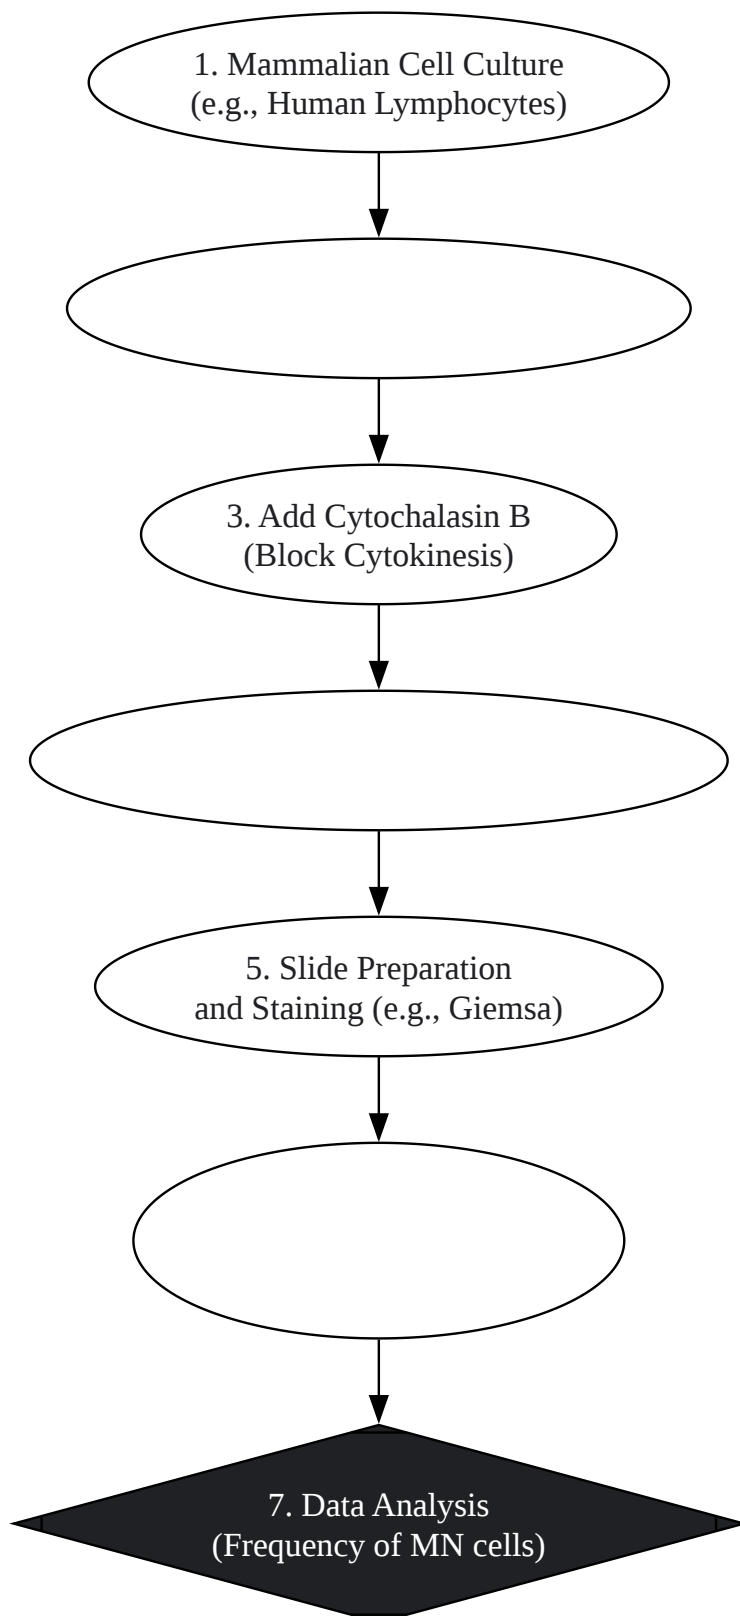 1. Mammalian Cell Culture
(e.g., Human Lymphocytes)
3. Add Cytochalasin B
(Block Cytokinesis)
5. Slide Preparation
and Staining (e.g., Giemsa)
7. Data Analysis
(Frequency of MN cells)